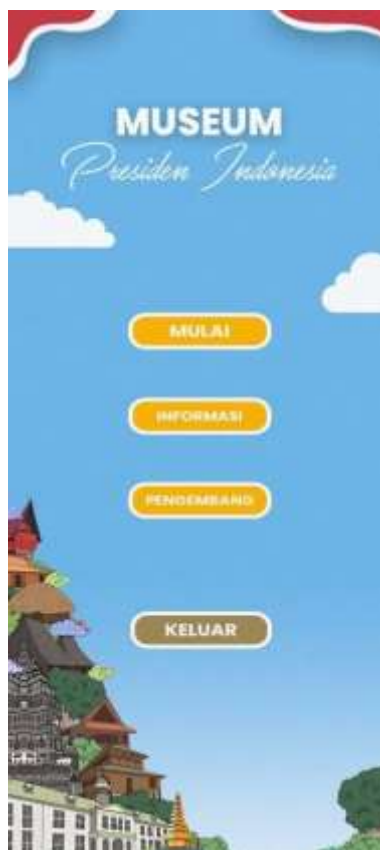 MUSEUM
Presiden Indonesia
MULAI
INFORMASI
PENGEMBANG
KELUAR